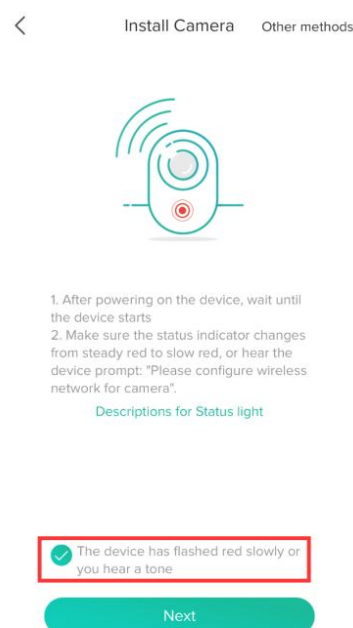 Install Camera
Other methods
1. After powering on the device, wait until
the device starts
2. Make sure the status indicator changes
from steady red to slow red, or hear the
device prompt: "Please configure wireless
network for camera".
Descriptions for Status light
The device has flashed red slowly or
you hear a tone
Next